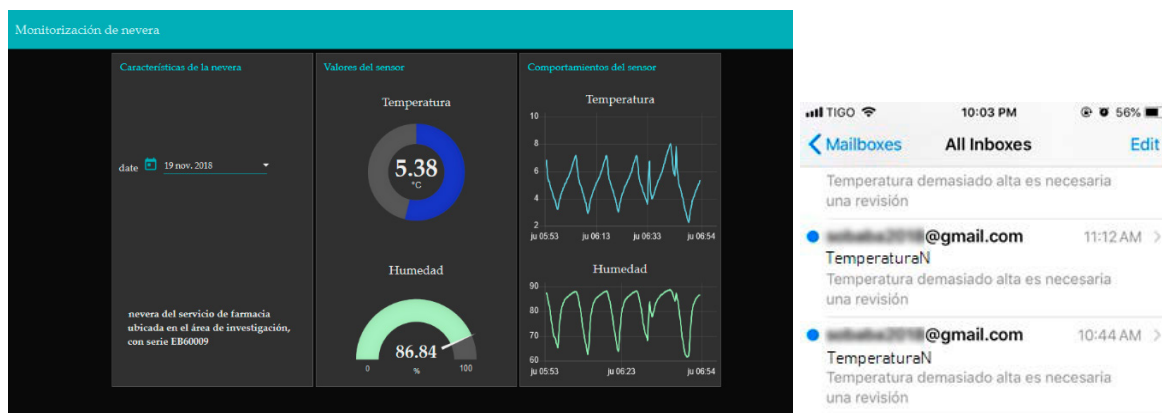 Monitorización de nevera
Características de la nevera
date 19 nov. 2018
nevera del servicio de farmacia
ubicada en el área de investigación,
con serie EB60009
Valores del sensor
Temperatura
5.38
°C
Humedad
86.84
0 % 100
Comportamientos del sensor
Temperatura
10
8
6
4
2
ju 05:53 ju 06:13 ju 06:33 ju 06:54
Humedad
90
80
70
60
ju 05:53 ju 06:23 ju 06:54
TIGO 10:03 PM 56%
Mailboxes All Inboxes Edit
Temperatura demasiado alta es necesaria
una revisión
@gmail.com 11:12 AM
TemperaturaN
Temperatura demasiado alta es necesaria
una revisión
@gmail.com 10:44 AM
TemperaturaN
Temperatura demasiado alta es necesaria
una revisión